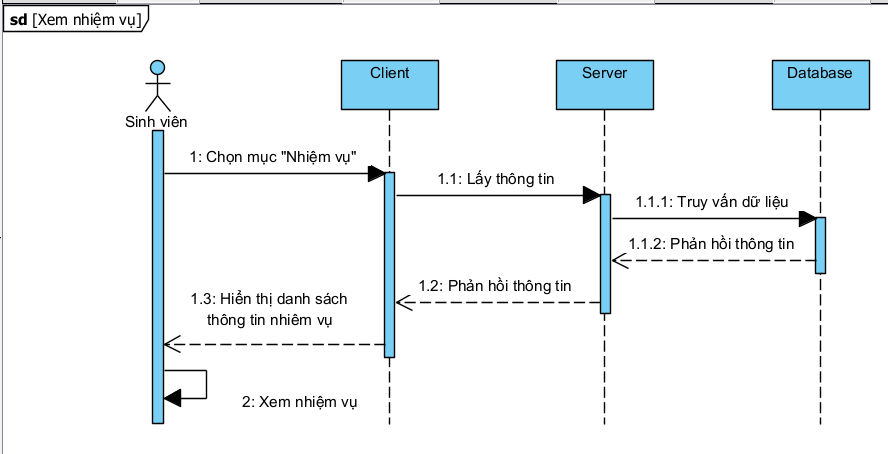 sd [Xem nhiệm vụ]
Client
Server
Database
Sinh viên
1: Chọn mục "Nhiệm vụ"
1.1: Lấy thông tin
1.1.1: Truy vấn dữ liệu
1.1.2: Phản hồi thông tin
1.2: Phản hồi thông tin
1.3: Hiển thị danh sách
thông tin nhiêm vụ
2: Xem nhiệm vụ